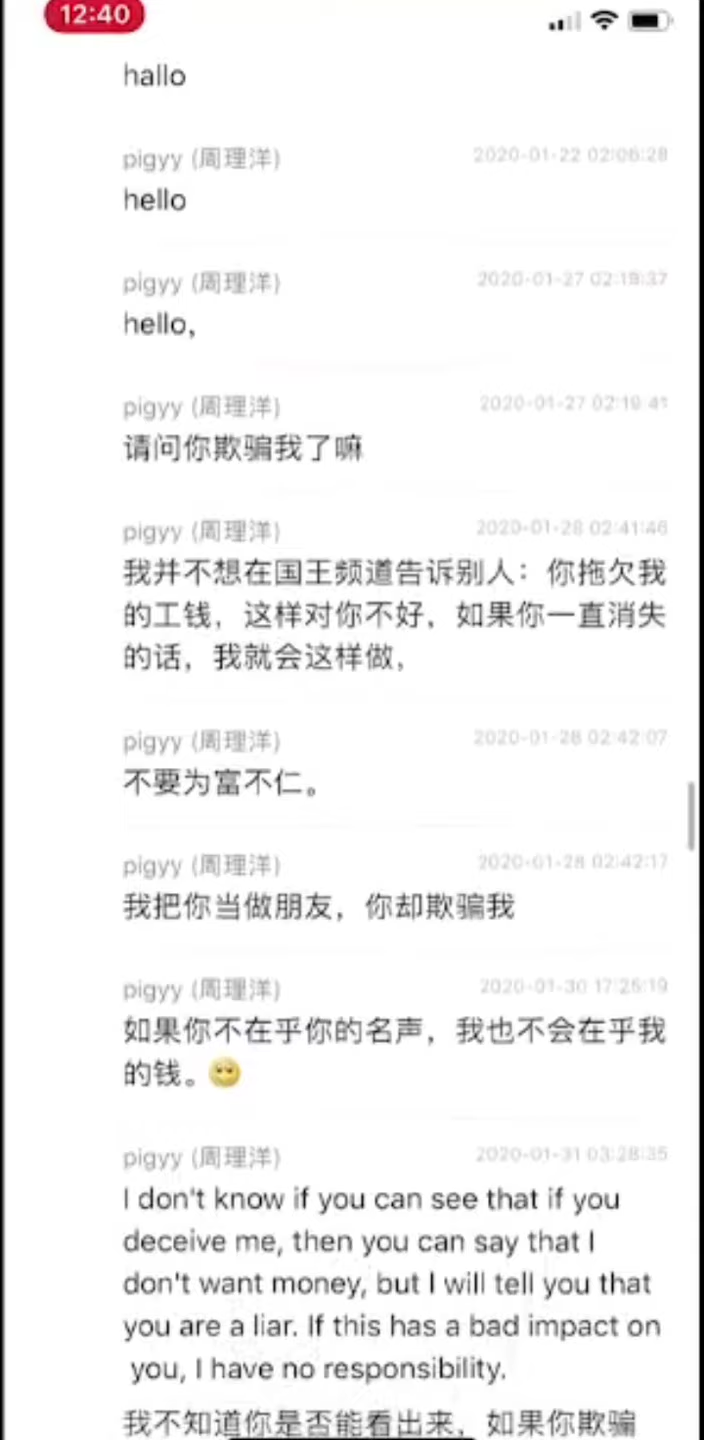 12:40
hallo
pigyy (周理洋) 2020-01-22 02:06:28
hello
pigyy (周理洋) 2020-01-27 02:18:37
hello,
pigyy (周理洋) 2020-01-27 02:19:41
请问你欺骗我了嘛
pigyy (周理洋) 2020-01-28 02:41:46
我并不想在国王频道告诉别人：你拖欠我
的工钱，这样对你不好，如果你一直消失
的话，我就会这样做，
pigyy (周理洋) 2020-01-28 02:42:07
不要为富不仁。
pigyy (周理洋) 2020-01-28 02:42:17
我把你当做朋友，你却欺骗我
pigyy (周理洋) 2020-01-30 17:26:19
如果你不在乎你的名声，我也不会在乎我
的钱。
pigyy (周理洋) 2020-01-31 03:28:35
I don't know if you can see that if you
deceive me, then you can say that I
don't want money, but I will tell you that
you are a liar. If this has a bad impact on
you, I have no responsibility.
我不知道你是否能看出来，如果你欺骗